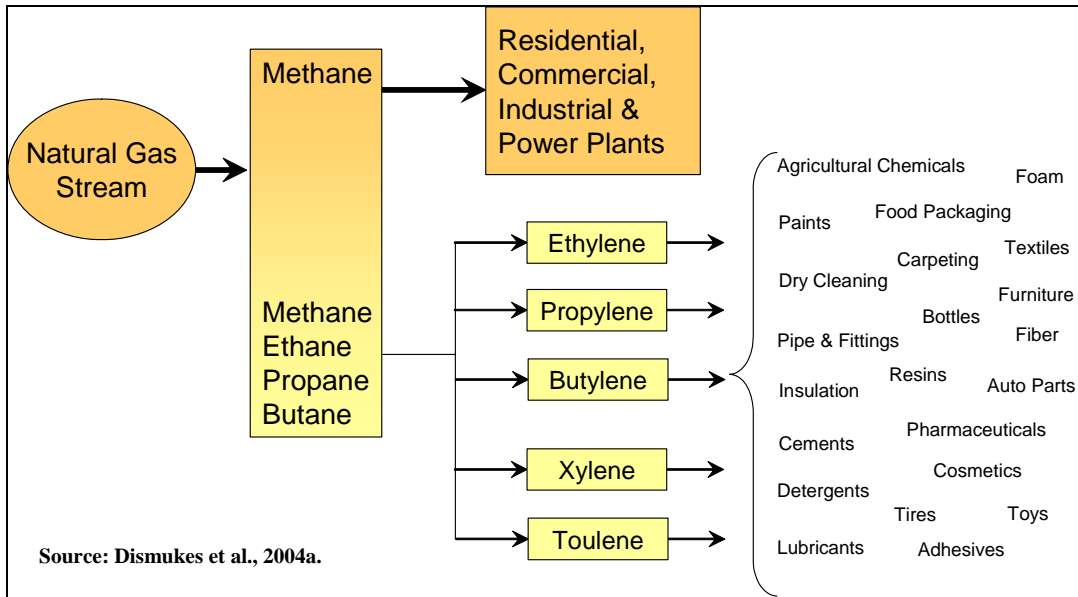 Natural Gas
Stream
Methane
Methane
Ethane
Propane
Butane
Residential,
Commercial,
Industrial &
Power Plants
Ethylene
Propylene
Butylene
Xylene
Toulene
Agricultural Chemicals
Foam
Paints
Food Packaging
Textiles
Carpeting
Dry Cleaning
Furniture
Bottles
Fiber
Pipe & Fittings
Resins
Auto Parts
Insulation
Pharmaceuticals
Cements
Cosmetics
Detergents
Tires
Toys
Lubricants
Adhesives
Source: Dismukes et al., 2004a.